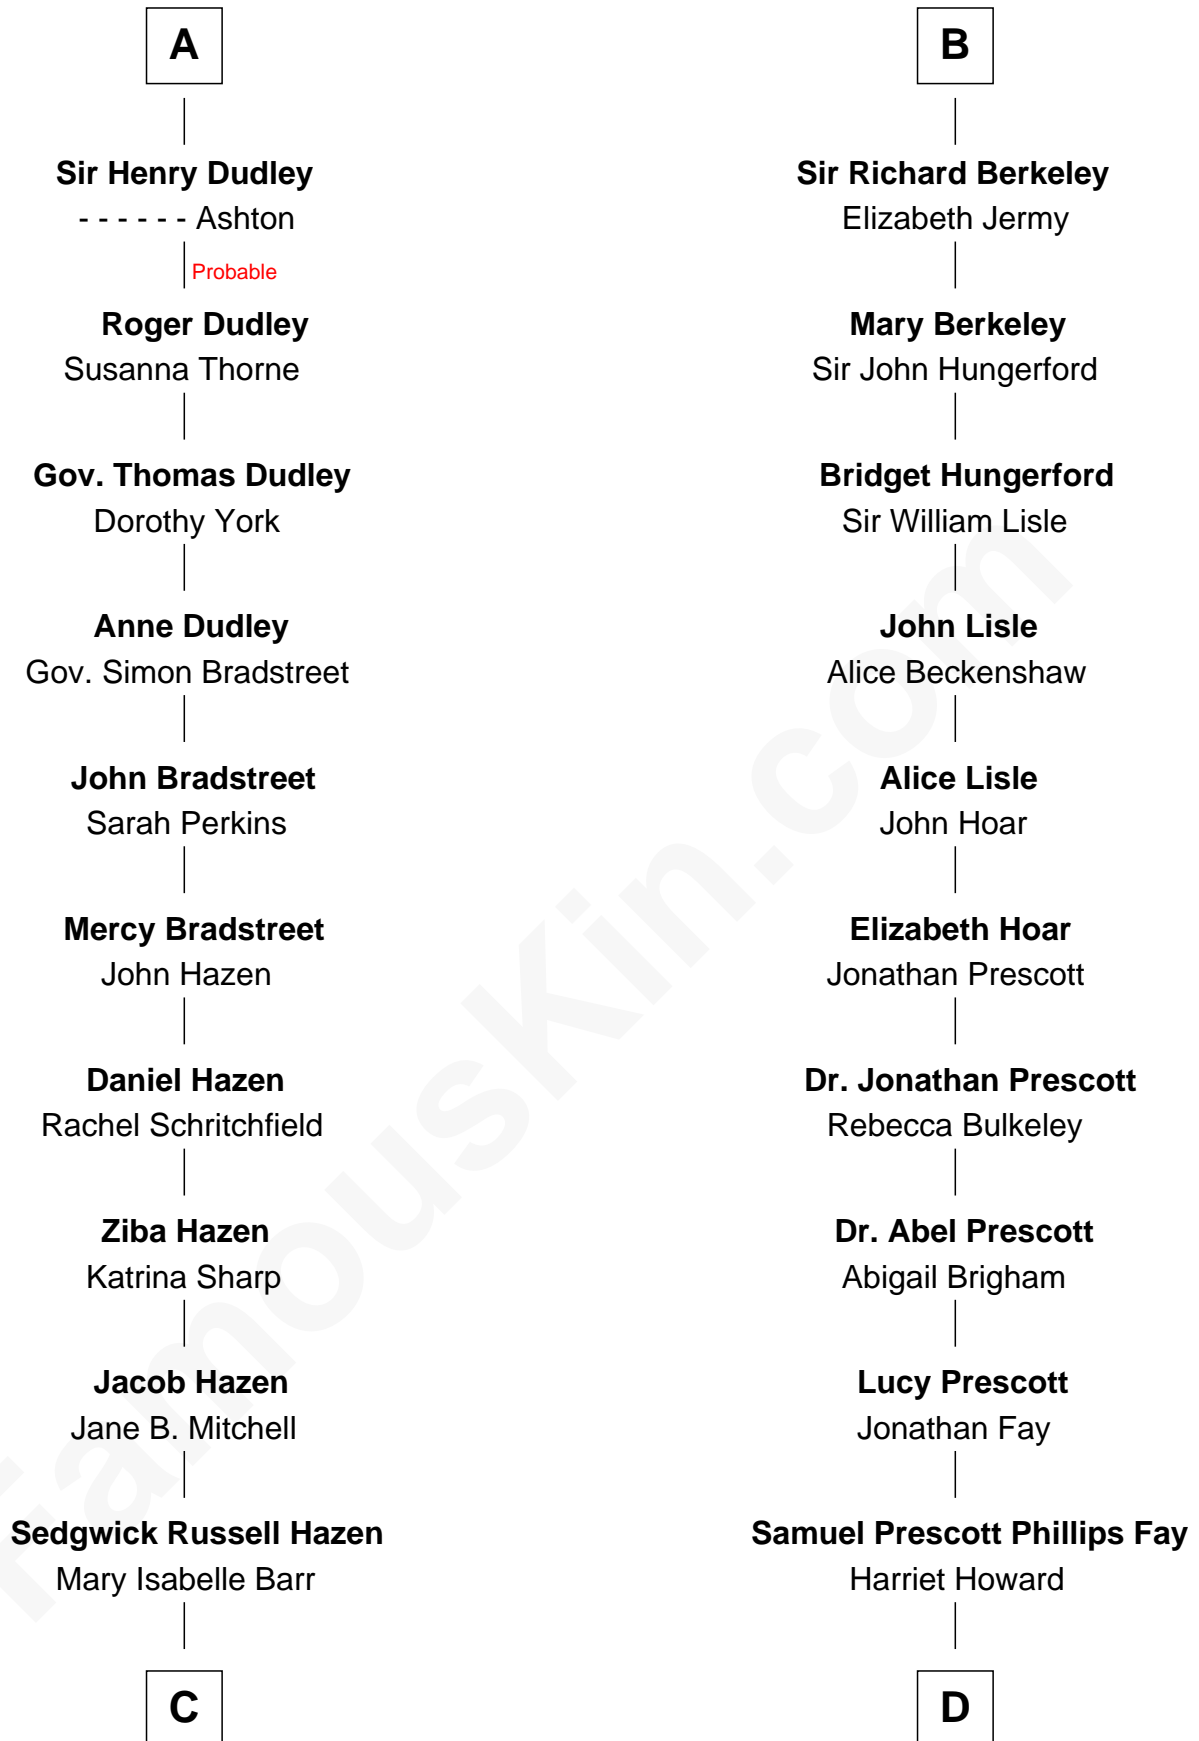 A
Sir Henry Dudley
- - - - - - Ashton
Probable
Roger Dudley
Susanna Thorne
Gov. Thomas Dudley
Dorothy York
Anne Dudley
Gov. Simon Bradstreet
John Bradstreet
Sarah Perkins
Mercy Bradstreet
John Hazen
Daniel Hazen
Rachel Schritchfield
Ziba Hazen
Katrina Sharp
Jacob Hazen
Jane B. Mitchell
Sedgwick Russell Hazen
Mary Isabelle Barr
C
B
Sir Richard Berkeley
Elizabeth Jermy
Mary Berkeley
Sir John Hungerford
Bridget Hungerford
Sir William Lisle
John Lisle
Alice Beckenshaw
Alice Lisle
John Hoar
Elizabeth Hoar
Jonathan Prescott
Dr. Jonathan Prescott
Rebecca Bulkeley
Dr. Abel Prescott
Abigail Brigham
Lucy Prescott
Jonathan Fay
Samuel Prescott Phillips Fay
Harriet Howard
D
FamousKin.com